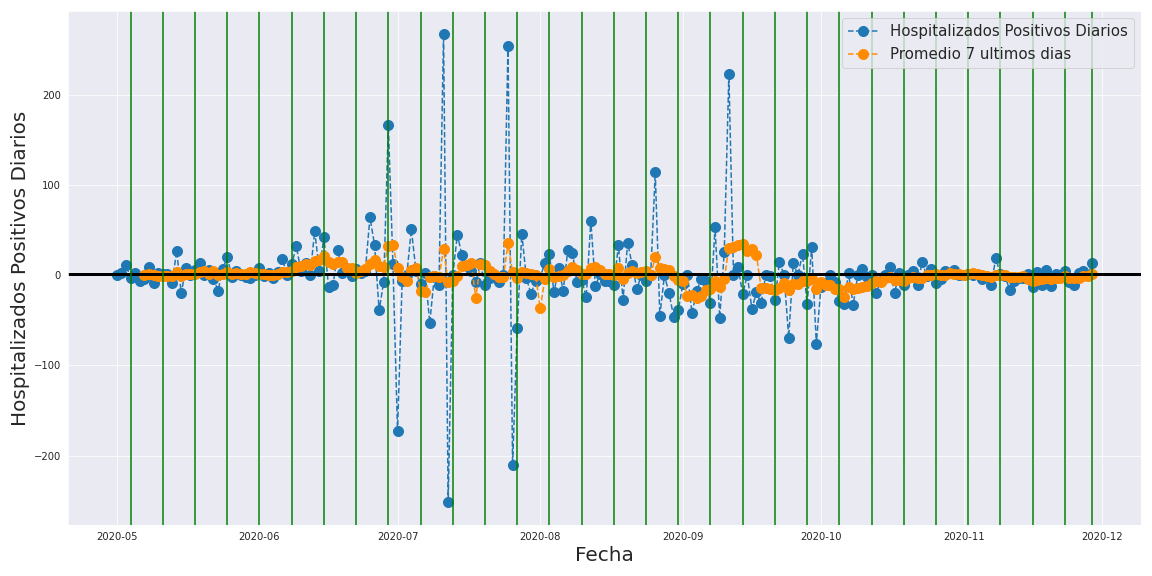 Hospitalizados Positivos Diarios
Promedio 7 ultimos dias
Hospitalizados Positivos Diarios
200
100
0
−100
−200
2020-05 2020-06 2020-07 2020-08 2020-09 2020-10 2020-11 2020-12
Fecha